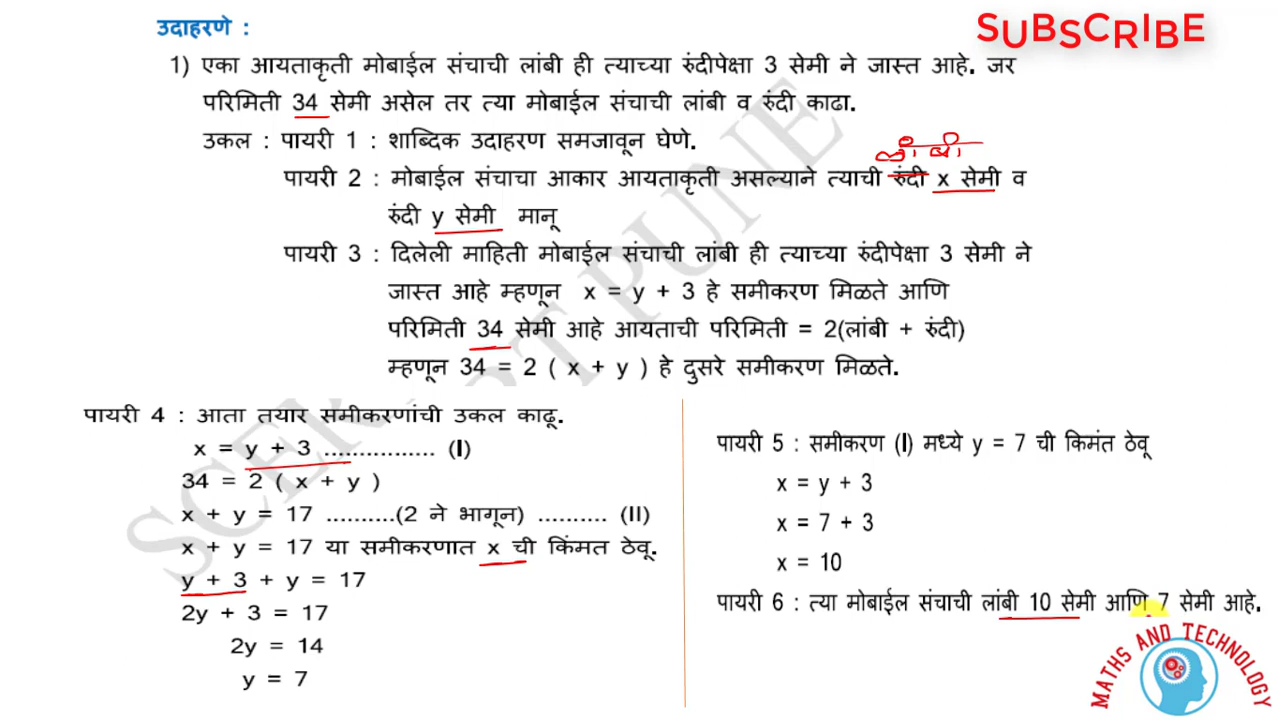 SUBSCRIBE
उदाहरणे :
1) एका आयताकृती मोबाईल संचाची लांबी ही त्याच्या रुंदीपेक्षा 3 सेमी ने जास्त आहे. जर
परिमिती 34 सेमी असेल तर त्या मोबाईल संचाची लांबी व रुंदी काढा.
उकल : पायरी 1 : शाब्दिक उदाहरण समजावून घेणे.
लांबी
पायरी 2 : मोबाईल संचाचा आकार आयताकृती असल्याने त्याची रुंदी x सेमी व
रुंदी y सेमी मानू
पायरी 3 : दिलेली माहिती मोबाईल संचाची लांबी ही त्याच्या रुंदीपेक्षा 3 सेमी ने
जास्त आहे म्हणून x = y + 3 हे समीकरण मिळते आणि
परिमिती 34 सेमी आहे आयताची परिमिती = 2(लांबी + रुंदी)
म्हणून 34 = 2 ( x + y ) हे दुसरे समीकरण मिळते.
पायरी 4 : आता तयार समीकरणांची उकल काढू.
x = y + 3 ................ (I)
34 = 2 ( x + y )
x + y = 17 ..........(2 ने भागून) .......... (II)
x + y = 17 या समीकरणात x ची किंमत ठेवू.
y + 3 + y = 17
2y + 3 = 17
2y = 14
y = 7
पायरी 5 : समीकरण (I) मध्ये y = 7 ची किमंत ठेवू
x = y + 3
x = 7 + 3
x = 10
पायरी 6 : त्या मोबाईल संचाची लांबी 10 सेमी आणि 7 सेमी आहे.
MATHS AND TECHNOLOGY
SCERT PUNE